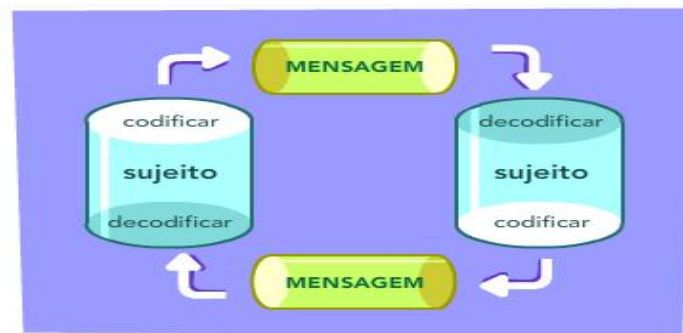 MENSAGEM
codificar
sujeito
decodificar
decodificar
sujeito
codificar
MENSAGEM